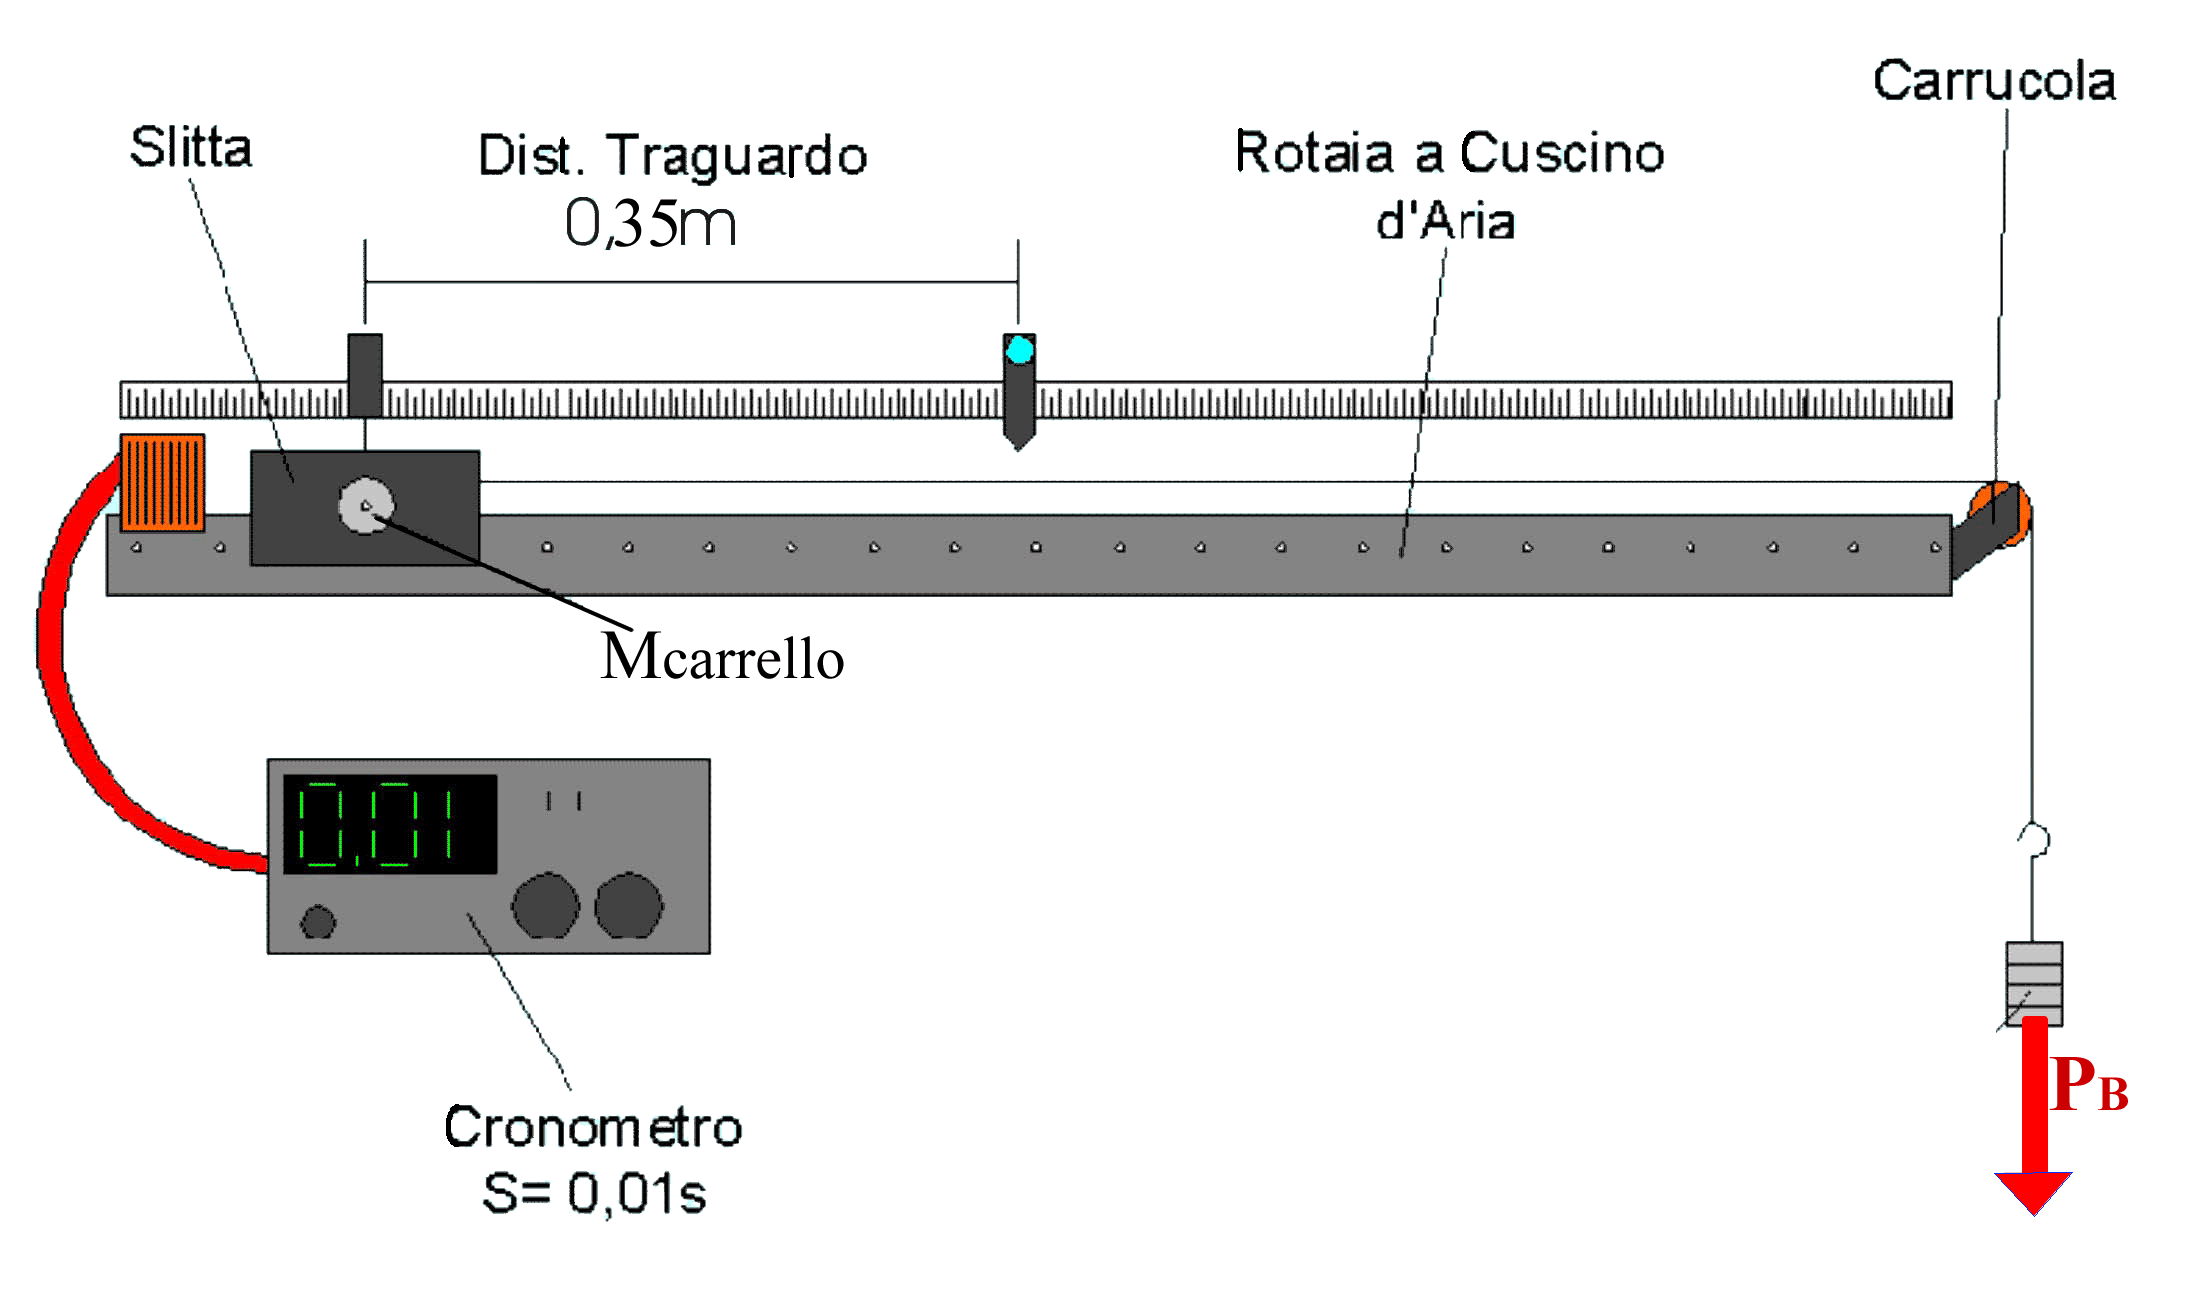 Carrucola
Slitta
Dist. Traguardo
0,35m
Rotaia a Cuscino
d'Aria
Mcarrello
0,01
PB
Cronometro
S= 0,01s